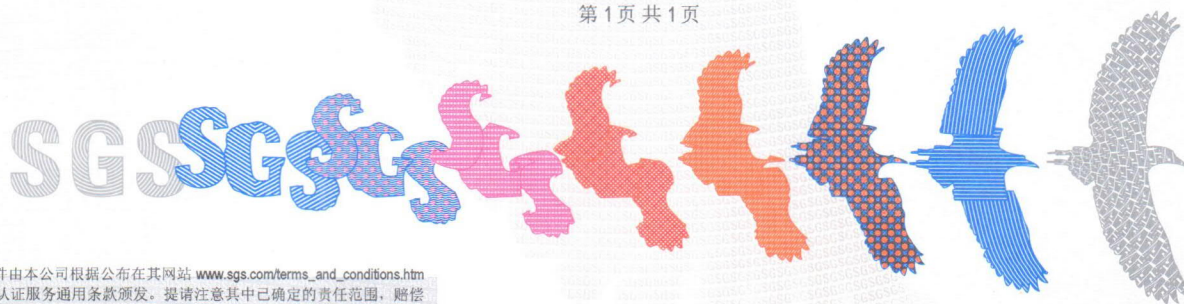 第 1 页 共 1 页
SGS SGS SGS
件由本公司根据公布在其网站 www.sgs.com/terms_and_conditions.htm
认证服务通用条款颁发。提请注意其中已确定的责任范围，赔偿